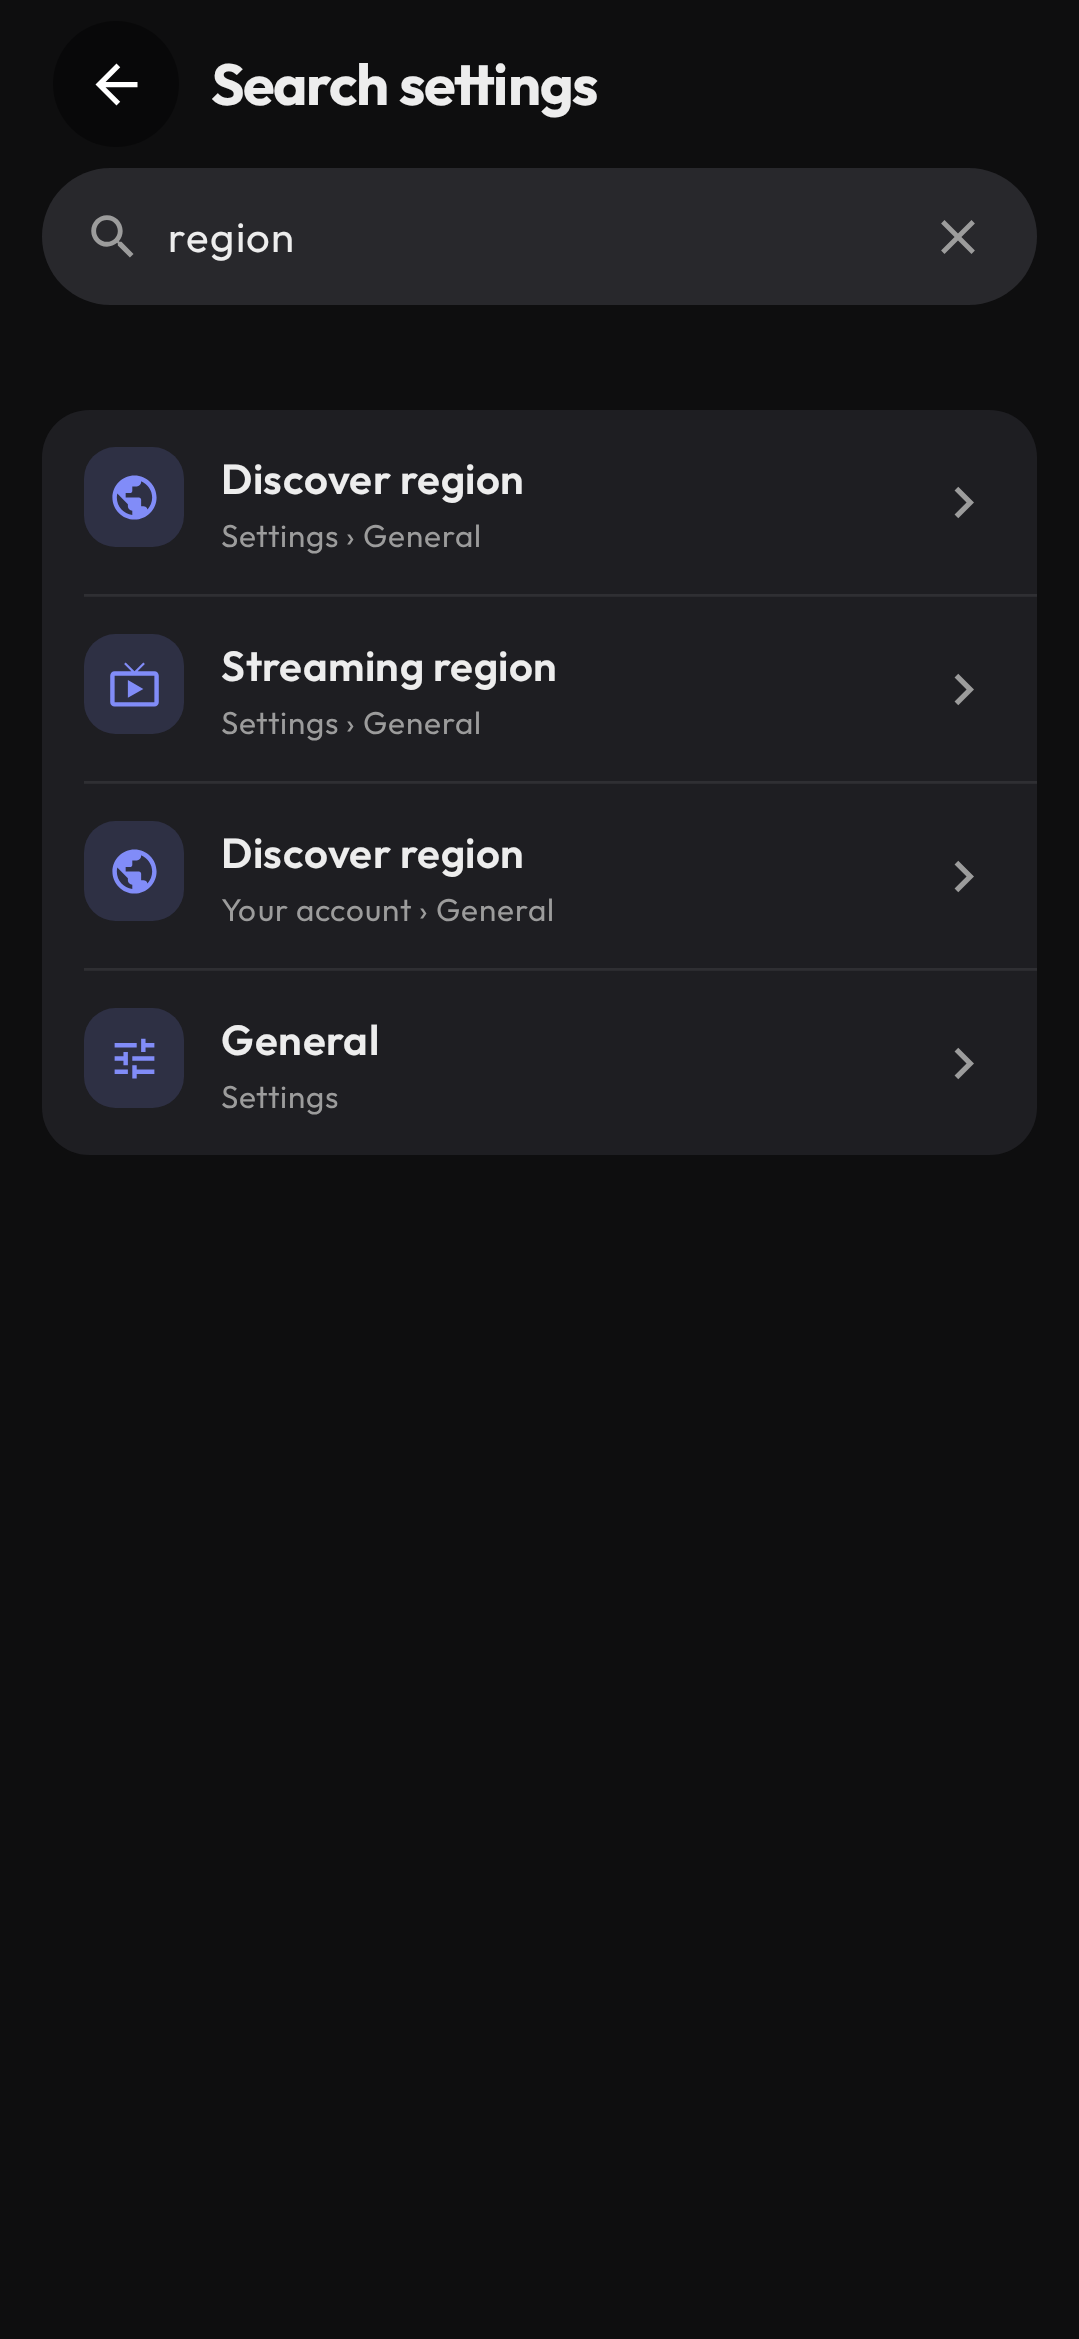 Search settings
region
Discover region
Settings › General
Streaming region
Settings › General
Discover region
Your account › General
General
Settings